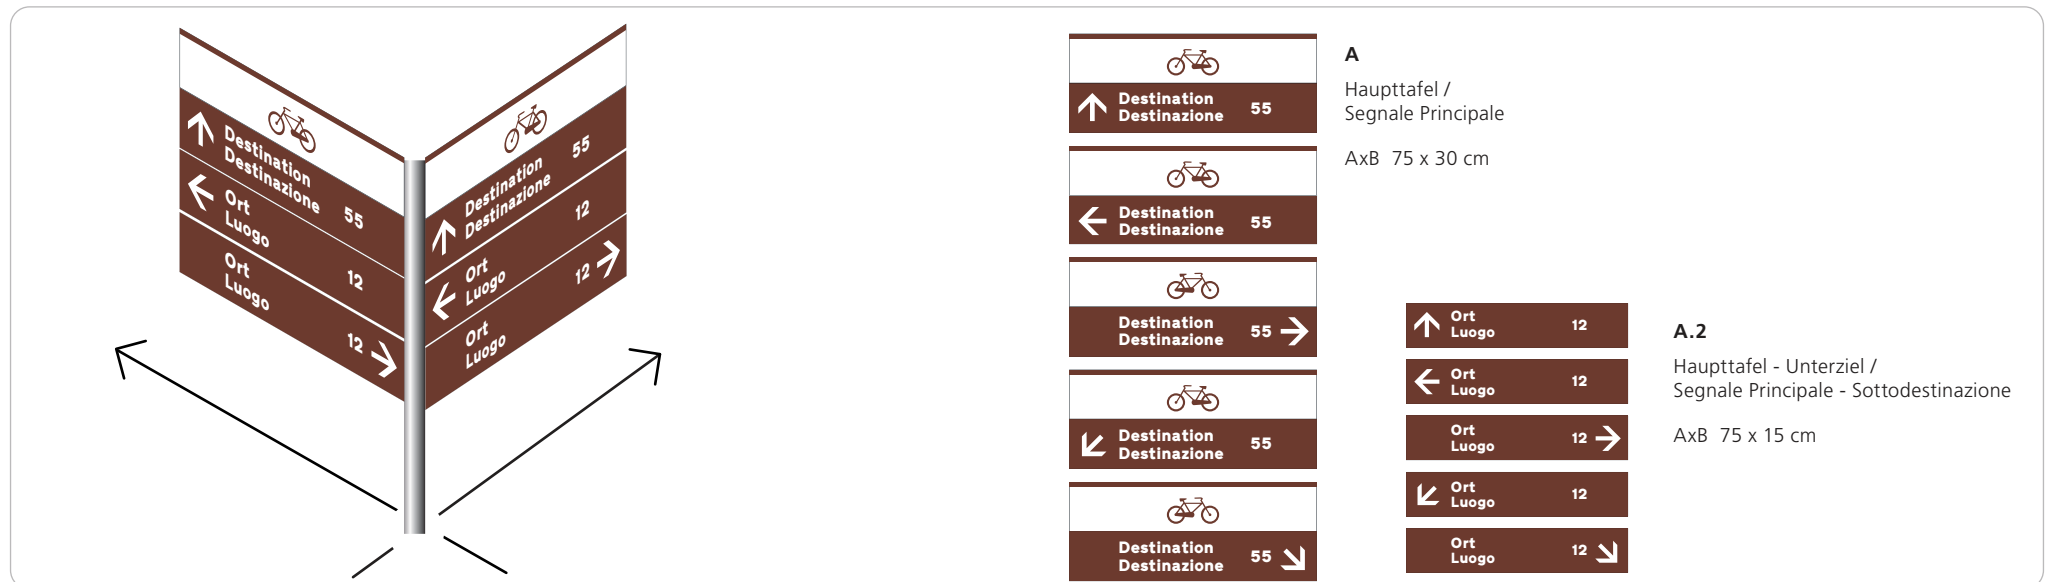 Destination
Destinazione 55
Ort
Luogo 12
Ort
Luogo 12
Destination
Destinazione 55
Ort
Luogo 12
Ort
Luogo 12
Destination
Destinazione 55
Destination
Destinazione 55
Destination
Destinazione 55
Destination
Destinazione 55
Destination
Destinazione 55
A
Haupttafel /
Segnale Principale
AxB 75 x 30 cm
Ort
Luogo 12
Ort
Luogo 12
Ort
Luogo 12
Ort
Luogo 12
Ort
Luogo 12
A.2
Haupttafel - Unterziel /
Segnale Principale - Sottodestinazione
AxB 75 x 15 cm